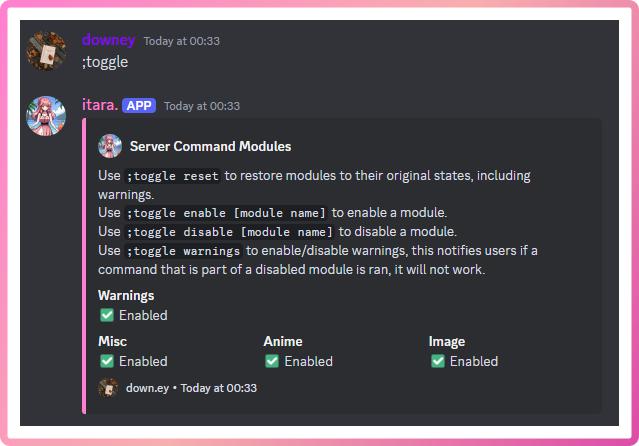 downey Today at 00:33
;toggle
itara. APP Today at 00:33
Server Command Modules
Use ;toggle reset to restore modules to their original states, including
warnings.
Use ;toggle enable [module name] to enable a module.
Use ;toggle disable [module name] to disable a module.
Use ;toggle warnings to enable/disable warnings, this notifies users if a
command that is part of a disabled module is ran, it will not work.
Warnings
✅ Enabled
Misc Anime Image
✅ Enabled ✅ Enabled ✅ Enabled
down.ey • Today at 00:33